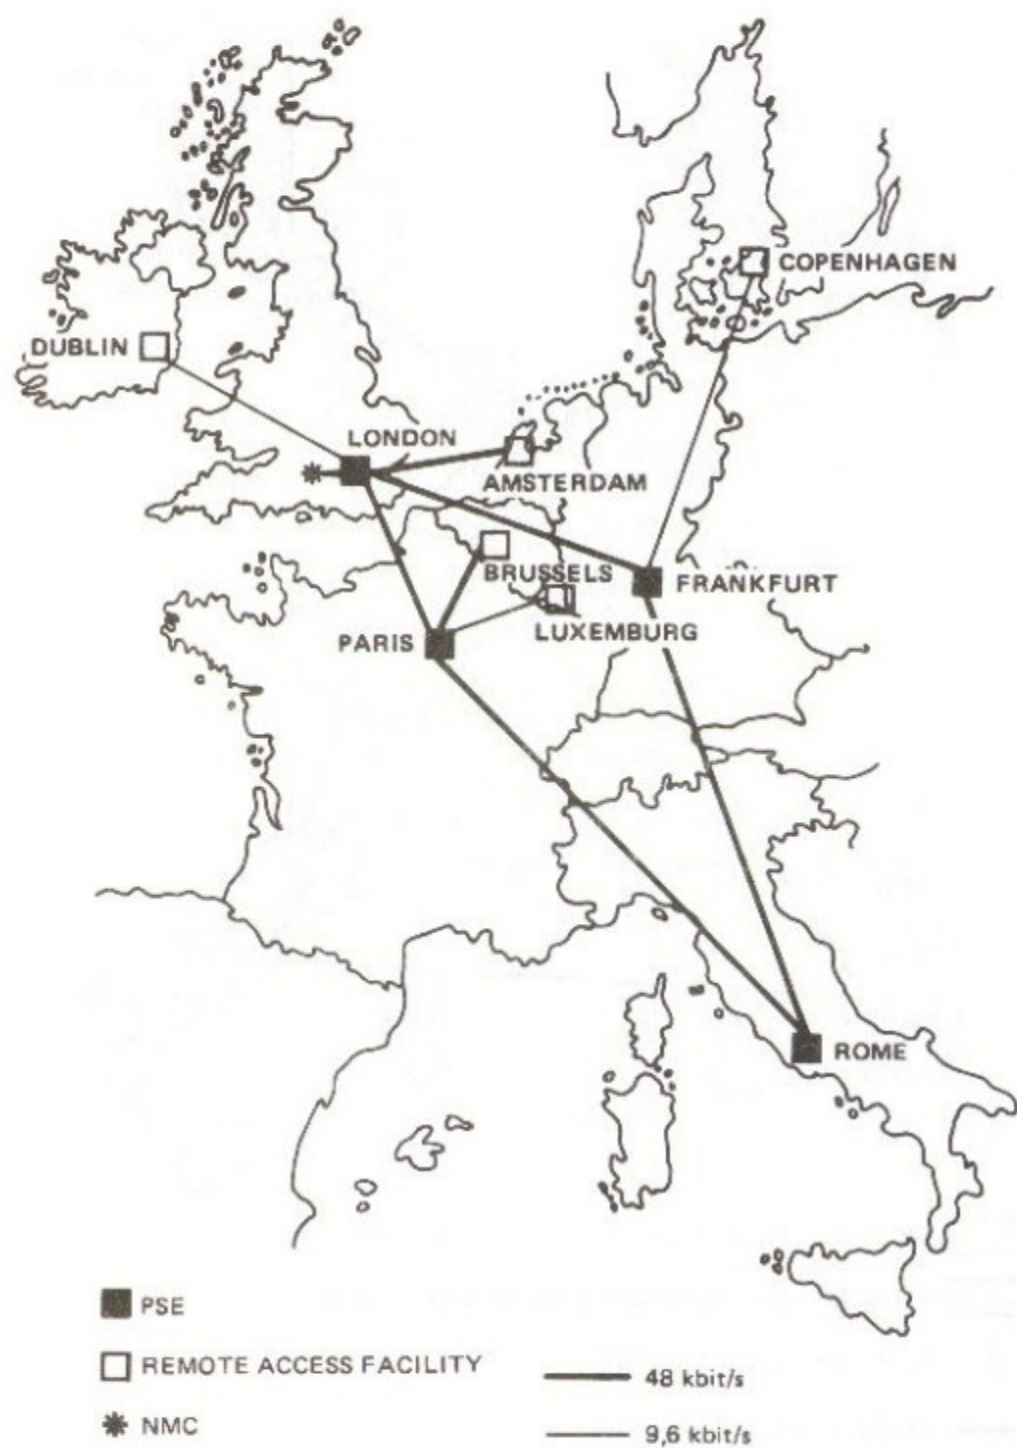 COPENHAGEN
DUBLIN
LONDON
AMSTERDAM
BRUSSELS
FRANKFURT
LUXEMBURG
PARIS
ROME
PSE
REMOTE ACCESS FACILITY
48 kbit/s
NMC
9,6 kbit/s